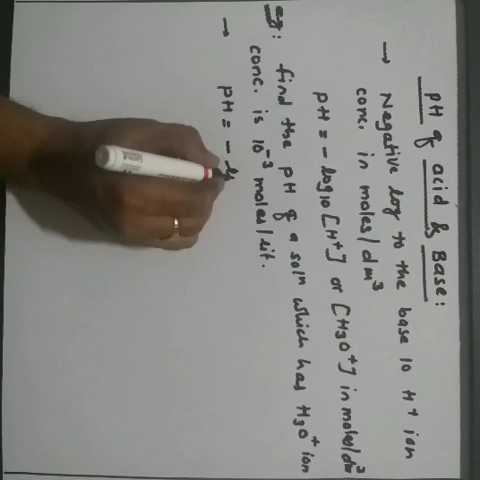 pH of acid & Base:
→ Negative log to the base 10 H⁺ ion
conc. in moles/dm³
pH = - log10 [H⁺] or [H₃O⁺] in moles/dm³
eg: find the pH of a solⁿ which has H₃O⁺ ion
conc. is 10⁻³ moles/lit.
→ pH = -